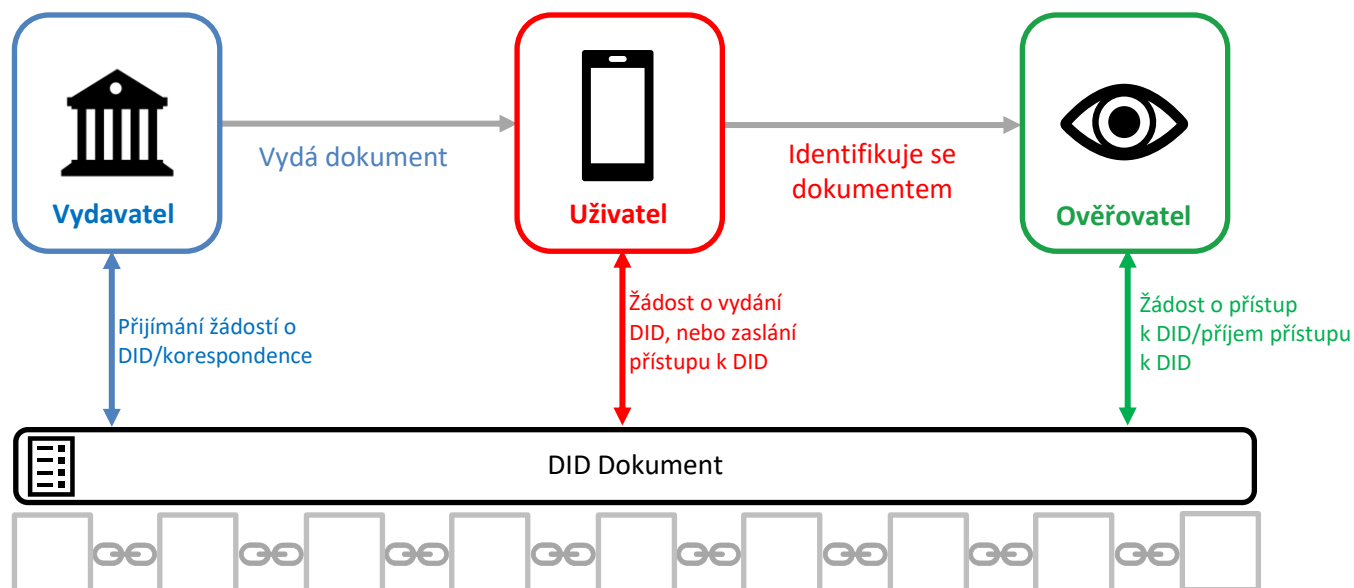 Vydavatel
Vydá dokument
Uživatel
Identifikuje se
dokumentem
Ověřovatel
Přijímání žádostí o
DID/korespondence
Žádost o vydání
DID, nebo zaslání
přístupu k DID
Žádost o přístup
k DID/příjem přístupu
k DID
DID Dokument